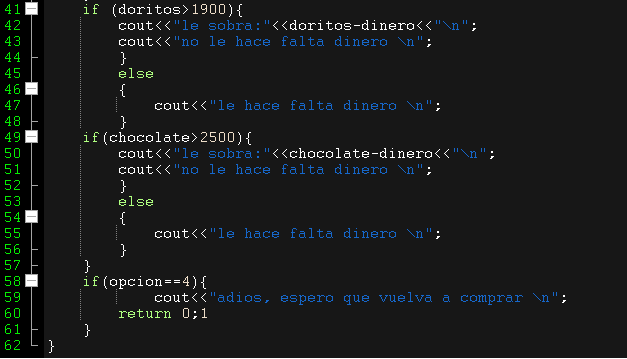 41 if (doritos>1900){
42 cout<<"le sobra:"<<doritos-dinero<<"\n";
43 cout<<"no le hace falta dinero \n";
44 }
45 else
46 {
47 cout<<"le hace falta dinero \n";
48 }
49 if(chocolate>2500){
50 cout<<"le sobra:"<<chocolate-dinero<<"\n";
51 cout<<"no le hace falta dinero \n";
52 }
53 else
54 {
55 cout<<"le hace falta dinero \n";
56 }
57 }
58 if(opcion==4){
59 cout<<"adios, espero que vuelva a comprar \n";
60 return 0;1
61 }
62 }